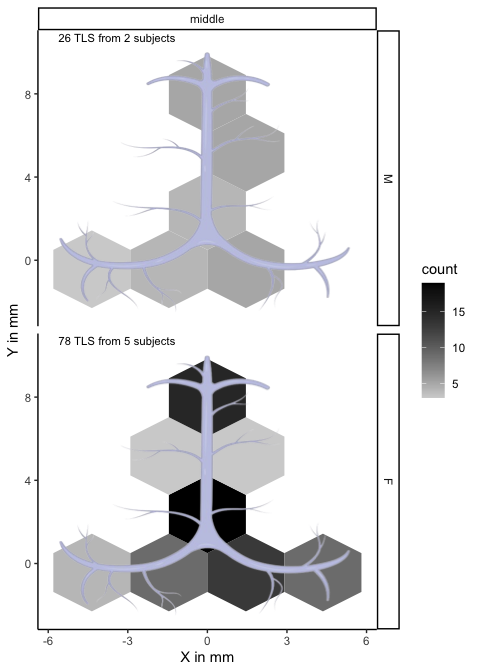 middle
26 TLS from 2 subjects
8
4
0
M
78 TLS from 5 subjects
8
4
0
F
Y in mm
-6 -3 0 3 6
X in mm
count
15
10
5